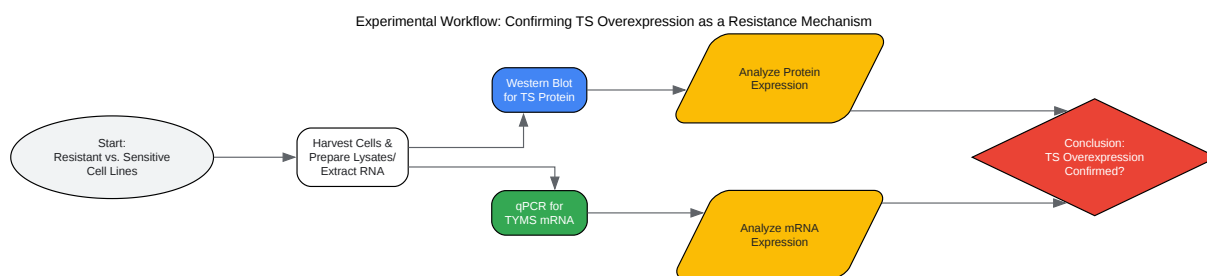 Experimental Workflow: Confirming TS Overexpression as a Resistance Mechanism
Start:
Resistant vs. Sensitive
Cell Lines
Harvest Cells &
Prepare Lysates/
Extract RNA
Western Blot
for TS Protein
qPCR for
TYMS mRNA
Analyze Protein
Expression
Analyze mRNA
Expression
Conclusion:
TS Overexpression
Confirmed?